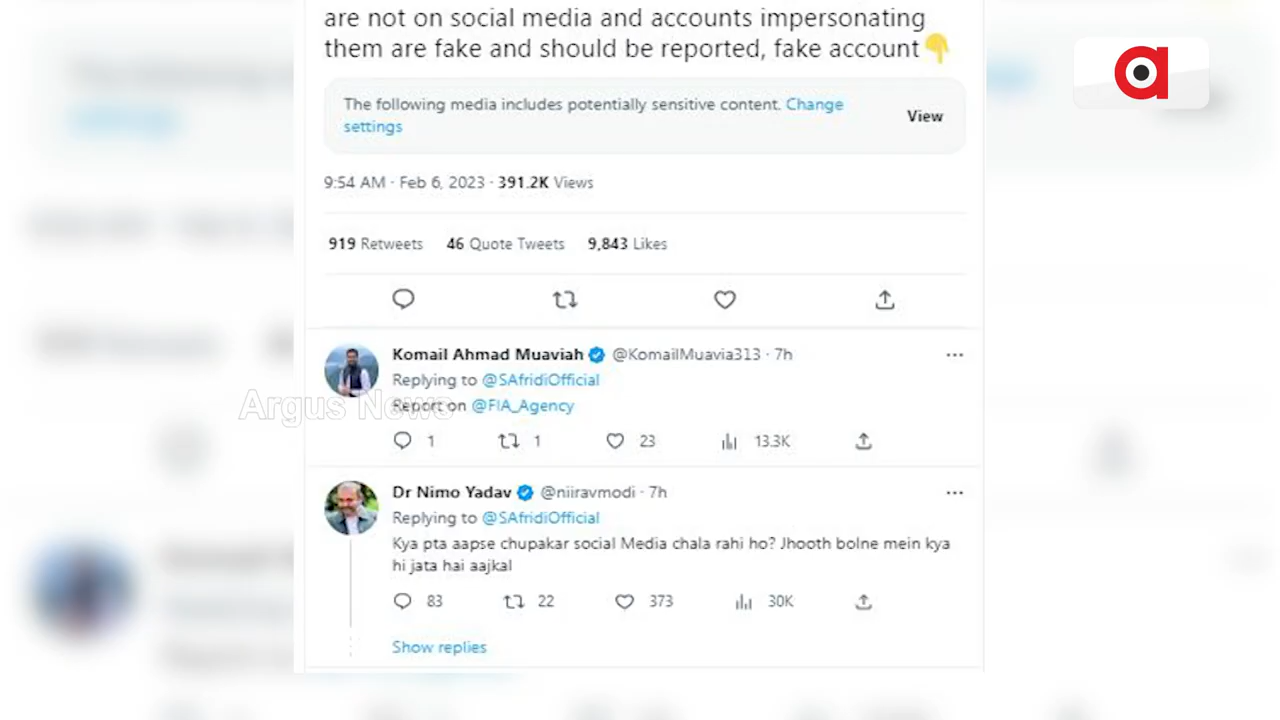 are not on social media and accounts impersonating
them are fake and should be reported, fake account👇
The following media includes potentially sensitive content. Change
settings
View
9:54 AM · Feb 6, 2023 · 391.2K Views
919 Retweets 46 Quote Tweets 9,843 Likes
Komail Ahmad Muaviah @KomailMuavia313 · 7h
Replying to @SAfridiOfficial
Report on @FIA_Agency
Argus News
1 1 23 13.3K
Dr Nimo Yadav @niiravmodi · 7h
Replying to @SAfridiOfficial
Kya pta aapse chupakar social Media chala rahi ho? Jhooth bolne mein kya
hi jata hai aajkal
83 22 373 30K
Show replies